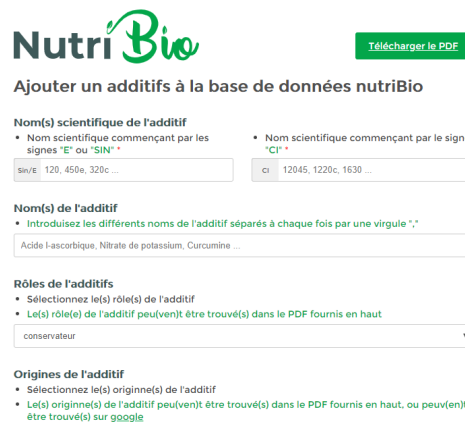 Nutri Bio
Télécharger le PDF
Ajouter un additifs à la base de données nutriBio
Nom(s) scientifique de l'additif
• Nom scientifique commençant par les
signes "E" ou "SIN" *
• Nom scientifique commençant par le sign
"CI" *
Sin/E 120, 450e, 320c ...
CI 12045, 1220c, 1630 ...
Nom(s) de l'additif
• Introduisez les différents noms de l'additif séparés à chaque fois par une virgule ","
Acide l-ascorbique, Nitrate de potassium, Curcumine ...
Rôles de l'additifs
• Sélectionnez le(s) rôle(s) de l'additif
• Le(s) rôle(e) de l'additif peu(ven)t être trouvé(s) dans le PDF fournis en haut
conservateur
Origines de l'additif
• Sélectionnez le(s) originne(s) de l'additif
• Le(s) originne(s) de l'additif peu(ven)t être trouvé(s) dans le PDF fournis en haut, ou peuv(en)t
être trouvé(s) sur google